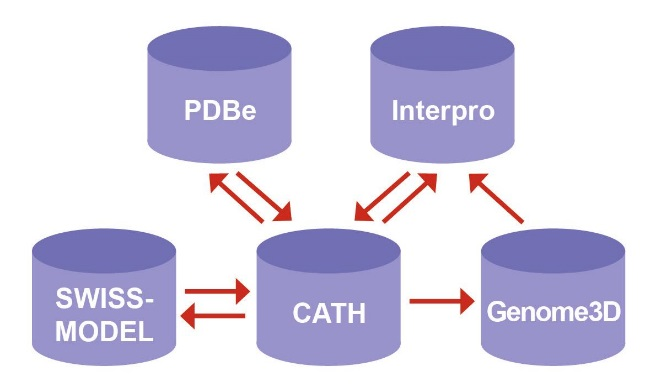 PDBe
Interpro
SWISS-
MODEL
CATH
Genome3D